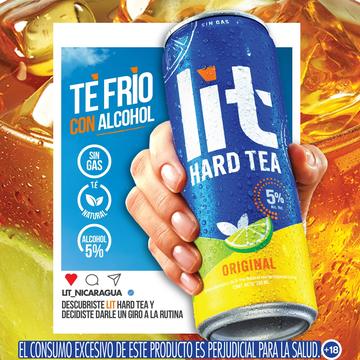 TÉ FRÍO
CON ALCOHOL
SIN
GAS
TÉ
NATURAL
ALCOHOL
5%
SIN GAS
lit
HARD TEA
5%
ORIGINAL
LIT_NICARAGUA
DESCUBRISTE LIT HARD TEA Y
DECIDISTE DARLE UN GIRO A LA RUTINA
EL CONSUMO EXCESIVO DE ESTE PRODUCTO ES PERJUDICIAL PARA LA SALUD. +18